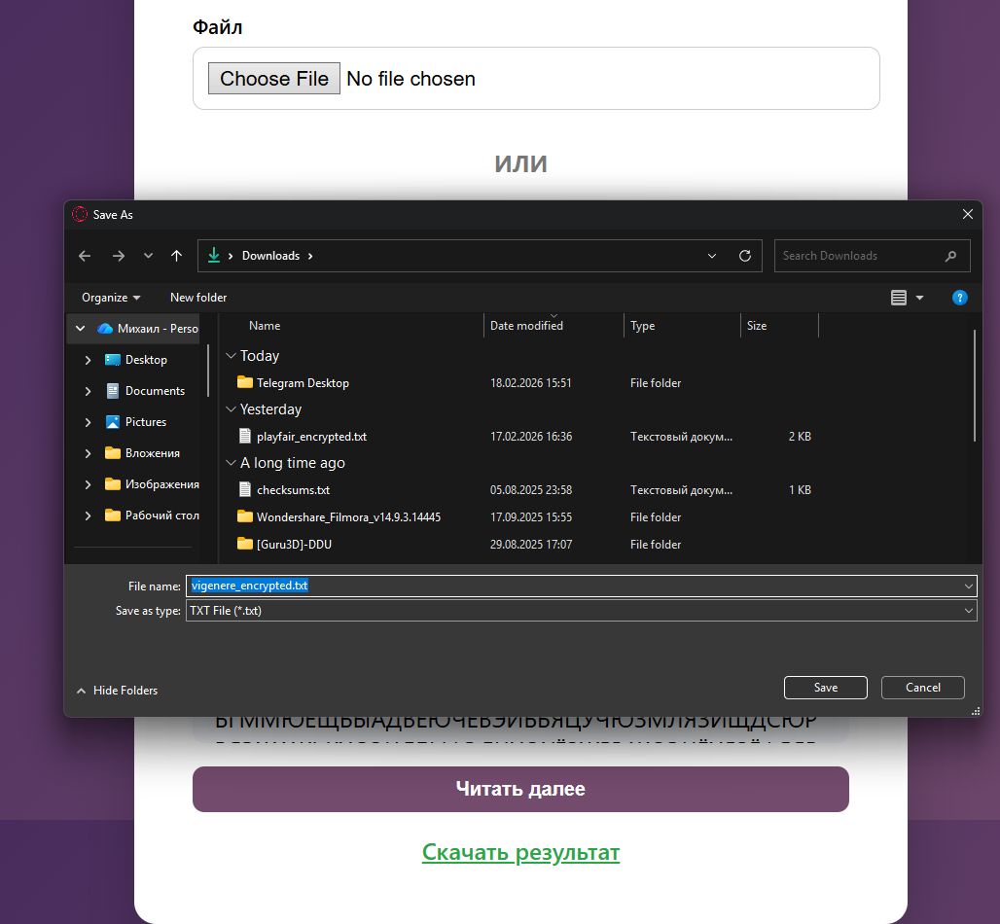 Файл
Choose File No file chosen
ИЛИ
Save As
Downloads
Search Downloads
Organize New folder
Михаил - Perso
Desktop
Documents
Pictures
Вложения
Изображения
Рабочий стол
Name Date modified Type Size
Today
Telegram Desktop 18.02.2026 15:51 File folder
Yesterday
playfair_encrypted.txt 17.02.2026 16:36 Текстовый докум... 2 KB
A long time ago
checksums.txt 05.08.2025 23:58 Текстовый докум... 1 KB
Wondershare_Filmora_v14.9.3.14445 17.09.2025 15:55 File folder
[Guru3D]-DDU 29.08.2025 17:07 File folder
File name: vigenere_encrypted.txt
Save as type: TXT File (*.txt)
Hide Folders
Save Cancel
Читать далее
Скачать результат